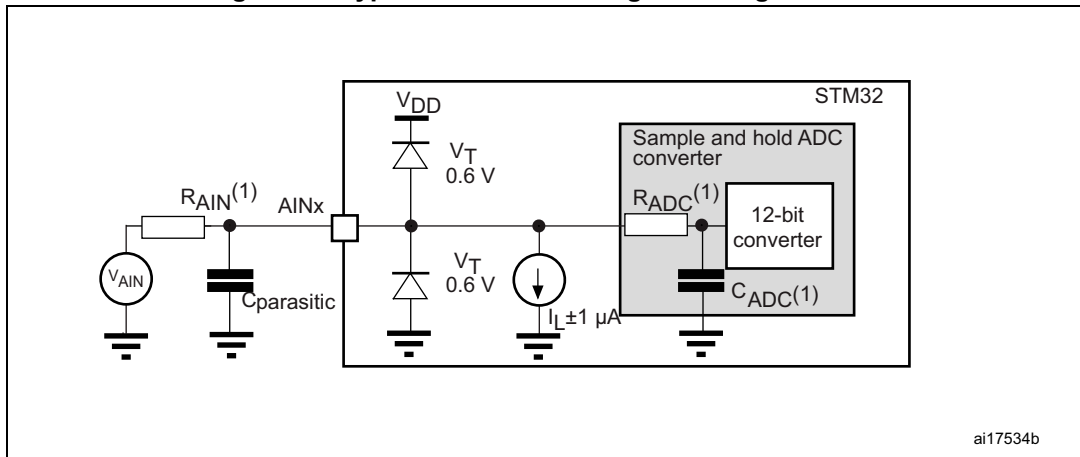 STM32
VDD
VT
0.6 V
Sample and hold ADC
converter
RAIN(1)
AINx
RADC(1)
12-bit
converter
VAIN
Cparasitic
VT
0.6 V
IL±1 µA
CADC(1)
ai17534b